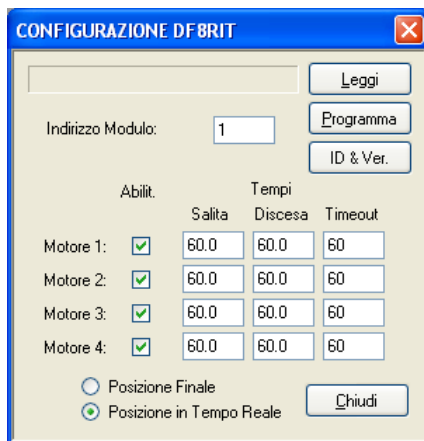 CONFIGURAZIONE DF8RIT
Leggi
Indirizzo Modulo: 1 Programma
ID & Ver.
Abilit. Tempi
Salita Discesa Timeout
Motore 1: 60.0 60.0 60
Motore 2: 60.0 60.0 60
Motore 3: 60.0 60.0 60
Motore 4: 60.0 60.0 60
Posizione Finale
Posizione in Tempo Reale Chiudi